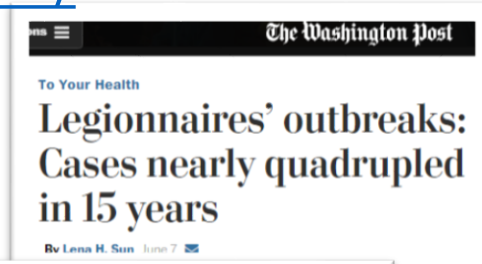 ons The Washington Post
To Your Health
Legionnaires’ outbreaks:
Cases nearly quadrupled
in 15 years
By Lena H. Sun June 7